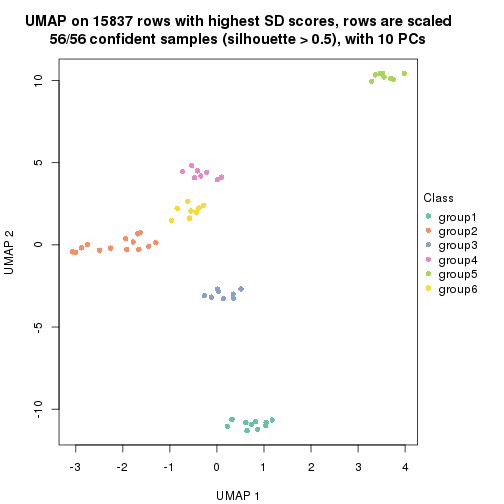 UMAP on 15837 rows with highest SD scores, rows are scaled
56/56 confident samples (silhouette > 0.5), with 10 PCs
10
5
0
-5
-10
UMAP 2
-3
-2
-1
0
1
2
3
4
UMAP 1
Class
group1
group2
group3
group4
group5
group6